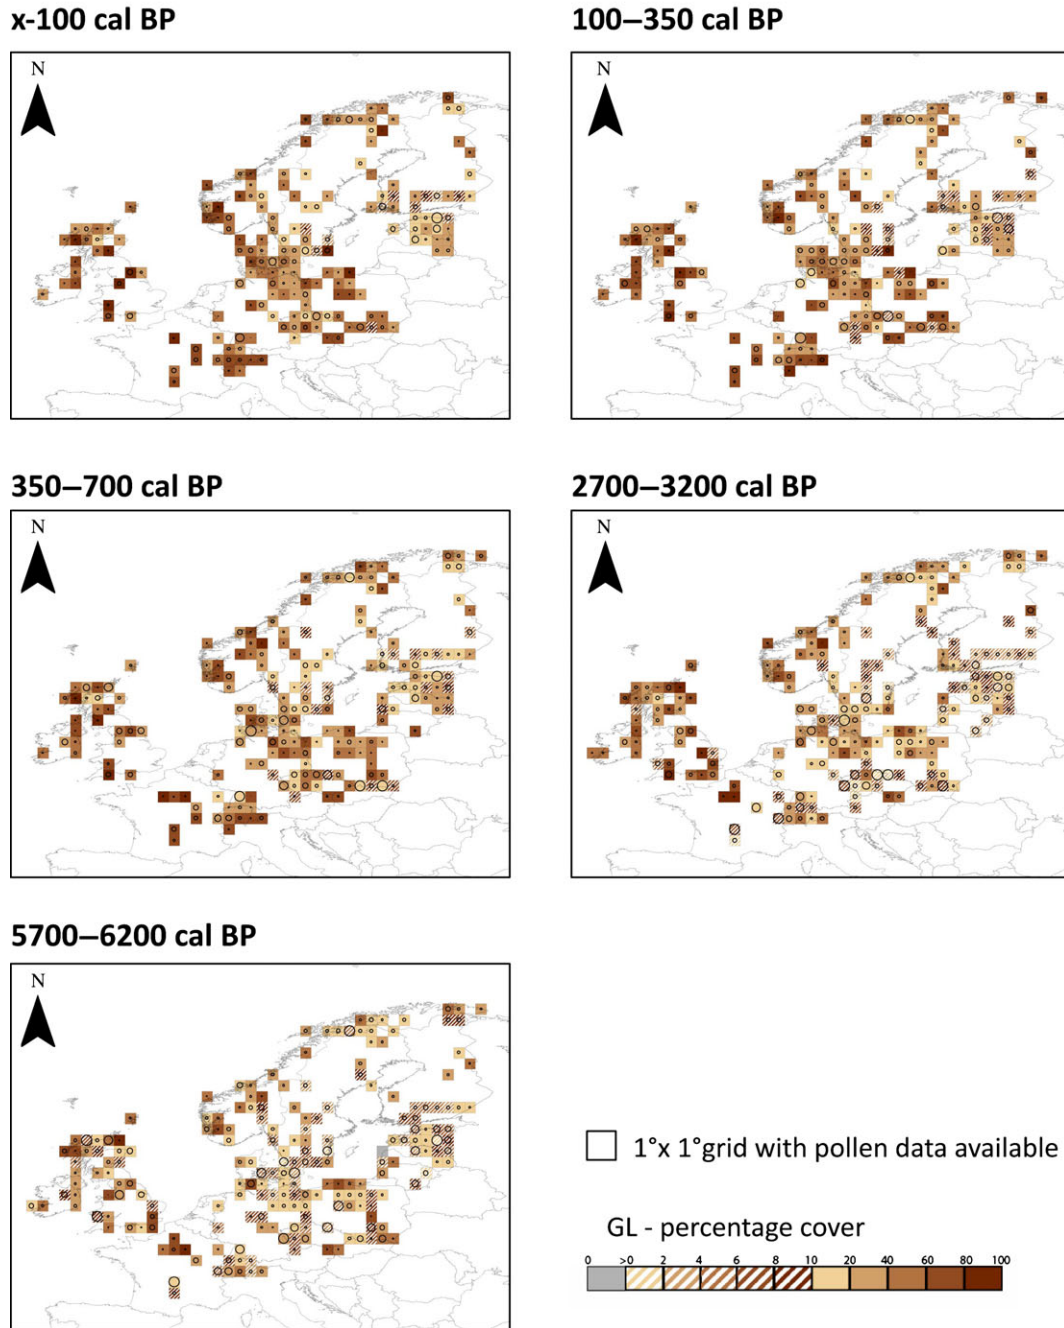 x-100 cal BP
100–350 cal BP
N
N
350–700 cal BP
2700–3200 cal BP
N
N
5700–6200 cal BP
N
1°x 1°grid with pollen data available
GL - percentage cover
0 >0 2 4 6 8 10 20 40 60 80 100